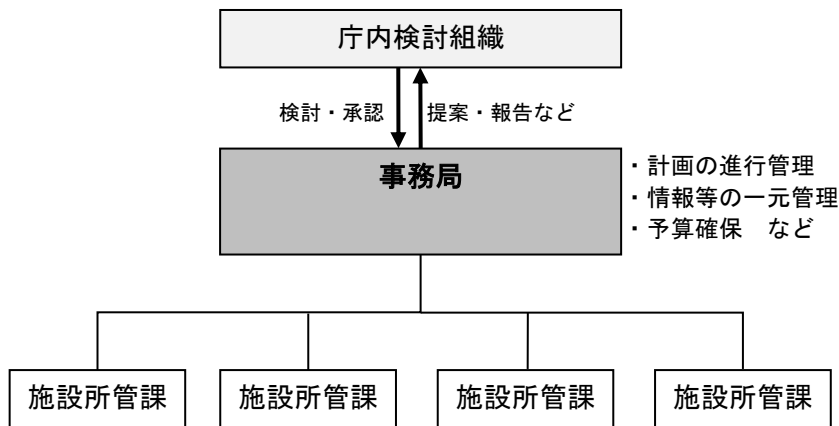 庁内検討組織
検討・承認
提案・報告など
事務局
・計画の進行管理
・情報等の一元管理
・予算確保　など
施設所管課
施設所管課
施設所管課
施設所管課